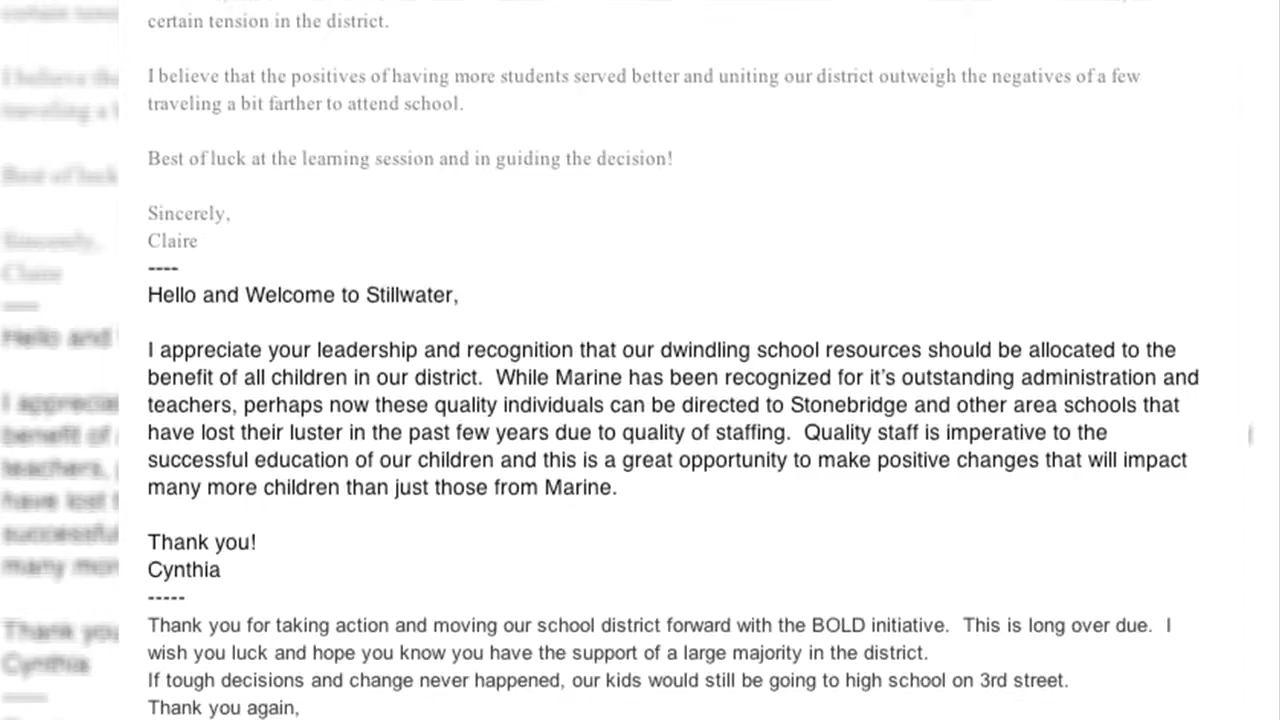 certain tension in the district.
I believe that the positives of having more students served better and uniting our district outweigh the negatives of a few
traveling a bit farther to attend school.
Best of luck at the learning session and in guiding the decision!
Sincerely,
Claire
----
Hello and Welcome to Stillwater,
I appreciate your leadership and recognition that our dwindling school resources should be allocated to the
benefit of all children in our district.  While Marine has been recognized for it's outstanding administration and
teachers, perhaps now these quality individuals can be directed to Stonebridge and other area schools that
have lost their luster in the past few years due to quality of staffing.  Quality staff is imperative to the
successful education of our children and this is a great opportunity to make positive changes that will impact
many more children than just those from Marine.
Thank you!
Cynthia
-----
Thank you for taking action and moving our school district forward with the BOLD initiative.  This is long over due.  I
wish you luck and hope you know you have the support of a large majority in the district.
If tough decisions and change never happened, our kids would still be going to high school on 3rd street.
Thank you again,